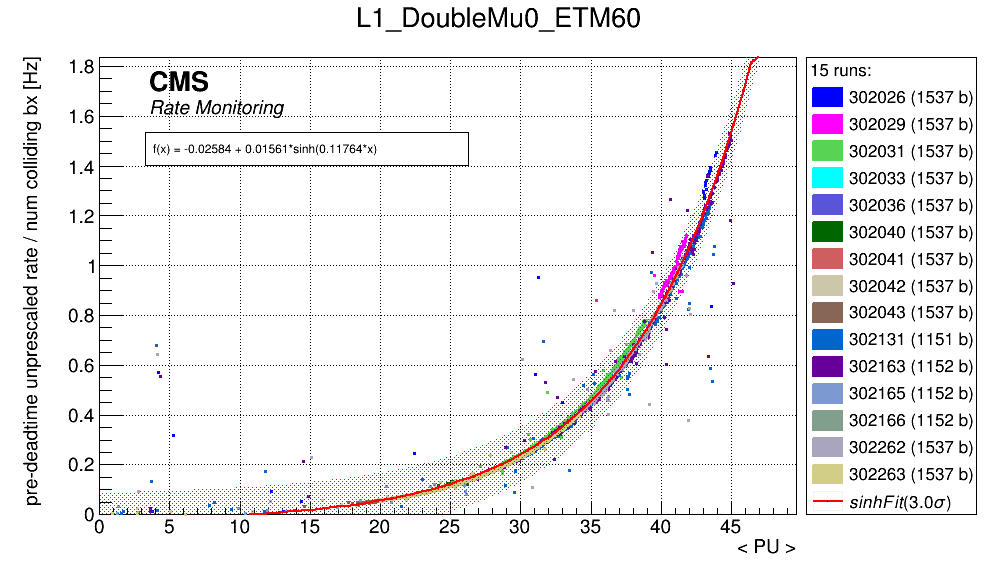 L1_DoubleMu0_ETM60
pre-deadtime unprescaled rate / num colliding bx [Hz]
CMS
Rate Monitoring
f(x) = -0.02584 + 0.01561*sinh(0.11764*x)
1.8
1.6
1.4
1.2
1
0.8
0.6
0.4
0.2
0
0 5 10 15 20 25 30 35 40 45
< PU >
15 runs:
302026 (1537 b)
302029 (1537 b)
302031 (1537 b)
302033 (1537 b)
302036 (1537 b)
302040 (1537 b)
302041 (1537 b)
302042 (1537 b)
302043 (1537 b)
302131 (1151 b)
302163 (1152 b)
302165 (1152 b)
302166 (1152 b)
302262 (1537 b)
302263 (1537 b)
sinhFit(3.0σ)